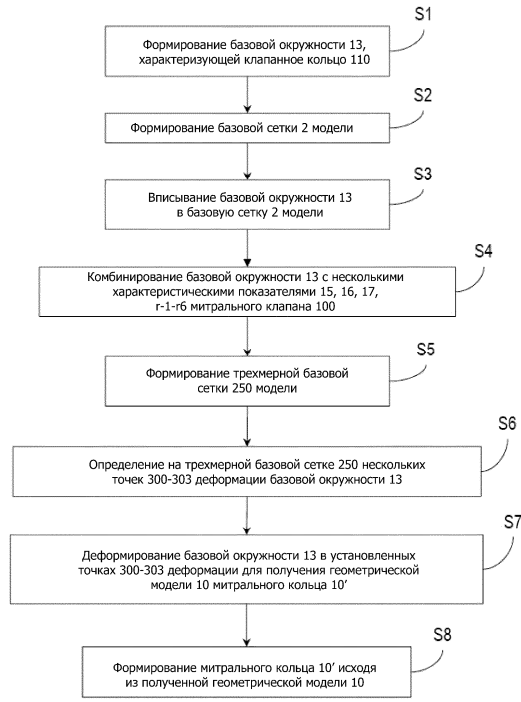 S1
Формирование базовой окружности 13,
характеризующей клапанное кольцо 110
S2
Формирование базовой сетки 2 модели
S3
Вписывание базовой окружности 13
в базовую сетку 2 модели
S4
Комбинирование базовой окружности 13 с несколькими
характеристическими показателями 15, 16, 17,
r-1-r6 митрального клапана 100
S5
Формирование трехмерной базовой
сетки 250 модели
S6
Определение на трехмерной базовой сетке 250 нескольких
точек 300-303 деформации базовой окружности 13
S7
Деформирование базовой окружности 13 в установленных
точках 300-303 деформации для получения геометрической
модели 10 митрального кольца 10’
S8
Формирование митрального кольца 10’ исходя
из полученной геометрической модели 10